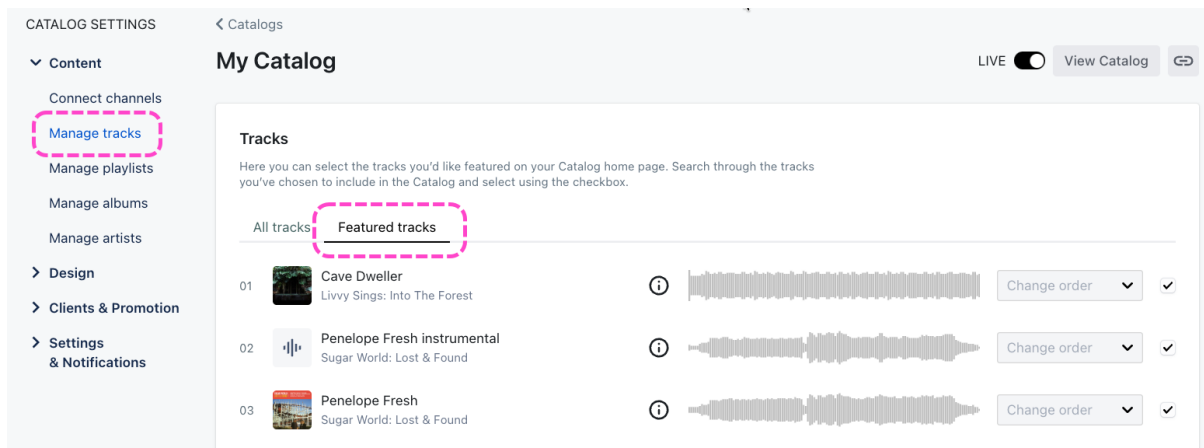 CATALOG SETTINGS
Content
Connect channels
Manage tracks
Manage playlists
Manage albums
Manage artists
Design
Clients & Promotion
Settings
& Notifications
Catalogs
My Catalog
LIVE
View Catalog
Tracks
Here you can select the tracks you'd like featured on your Catalog home page. Search through the tracks
you've chosen to include in the Catalog and select using the checkbox.
All tracks
Featured tracks
01
Cave Dweller
Livvy Sings: Into The Forest
Change order
02
Penelope Fresh instrumental
Sugar World: Lost & Found
Change order
03
Penelope Fresh
Sugar World: Lost & Found
Change order